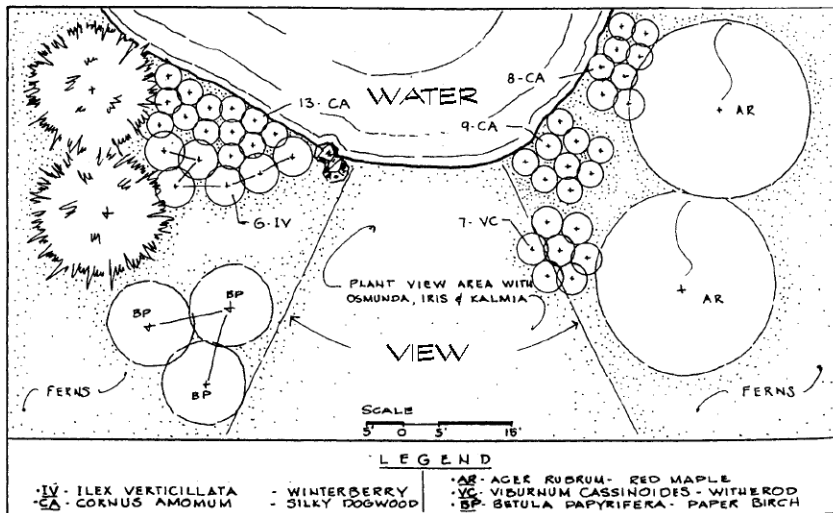 WATER
13- CA
8-CA
9-CA
AR
6-IV
7-VC
PLANT VIEW AREA WITH
OSMUNDA, IRIS & KALMIA
BP
BP
AR
BP
VIEW
FERNS
FERNS
SCALE
5' 0 5' 15'
LEGEND
·IV - ILEX VERTICILLATA - WINTERBERRY
·CA - CORNUS AMOMUM - SILKY DOGWOOD
·AR - ACER RUBRUM - RED MAPLE
·VC - VIBURNUM CASSINOIDES - WITHEROD
·BP - BETULA PAPYRIFERA - PAPER BIRCH